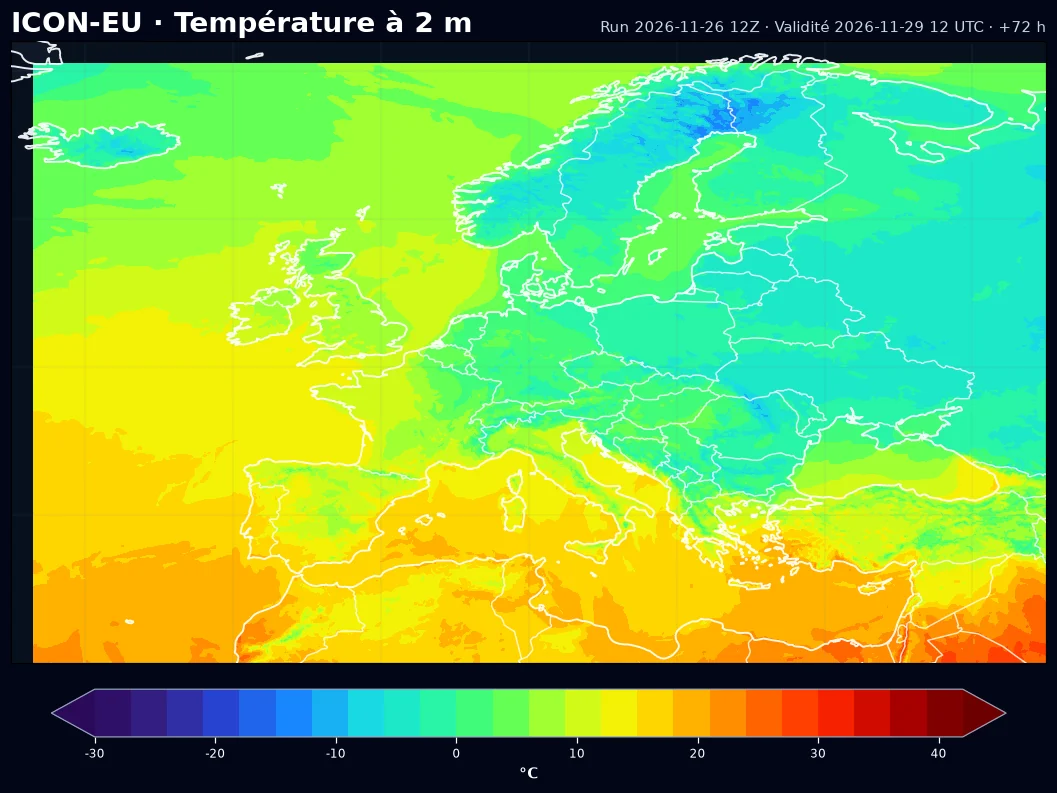 ICON-EU · Température à 2 m
Run 2026-11-26 12Z · Validité 2026-11-29 12 UTC · +72 h
-30 -20 -10 0 10 20 30 40
°C